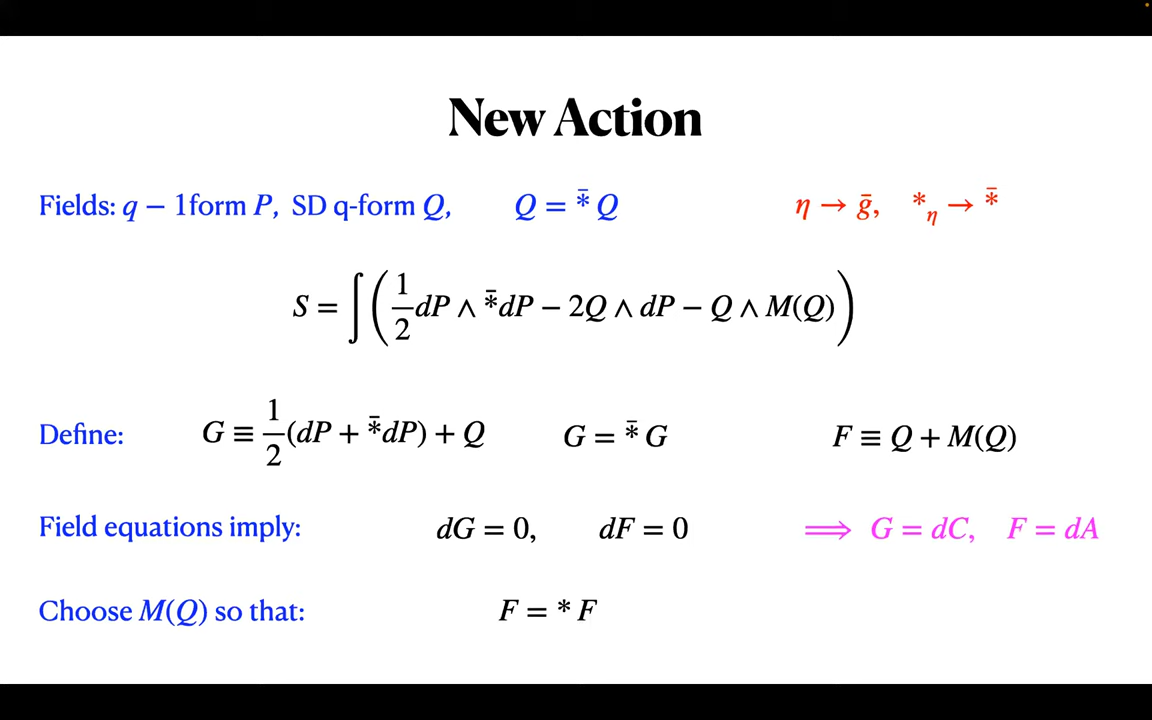 New Action
Fields: q − 1form P, SD q-form Q, Q = *̄ Q η → ḡ, *_η → *̄
S = ∫ ( 1/2 dP ∧ *̄dP − 2Q ∧ dP − Q ∧ M(Q) )
Define: G ≡ 1/2 (dP + *̄dP) + Q G = *̄ G F ≡ Q + M(Q)
Field equations imply: dG = 0, dF = 0 ⟹ G = dC, F = dA
Choose M(Q) so that: F = * F